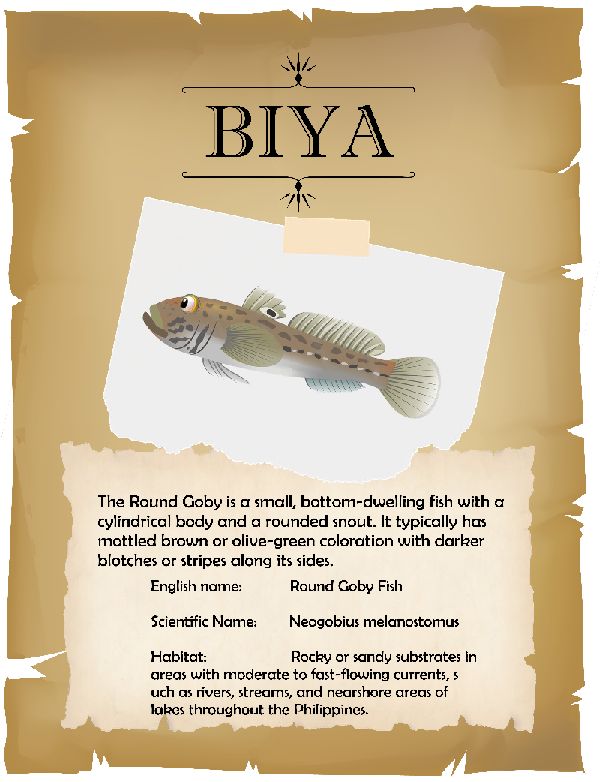 BIYA
The Round Goby is a small, bottom-dwelling fish with a
cylindrical body and a rounded snout. It typically has
mottled brown or olive-green coloration with darker
blotches or stripes along its sides.
English name: Round Goby Fish
Scientific Name: Neogobius melanostomus
Habitat: Rocky or sandy substrates in
areas with moderate to fast-flowing currents, s
uch as rivers, streams, and nearshore areas of
lakes throughout the Philippines.